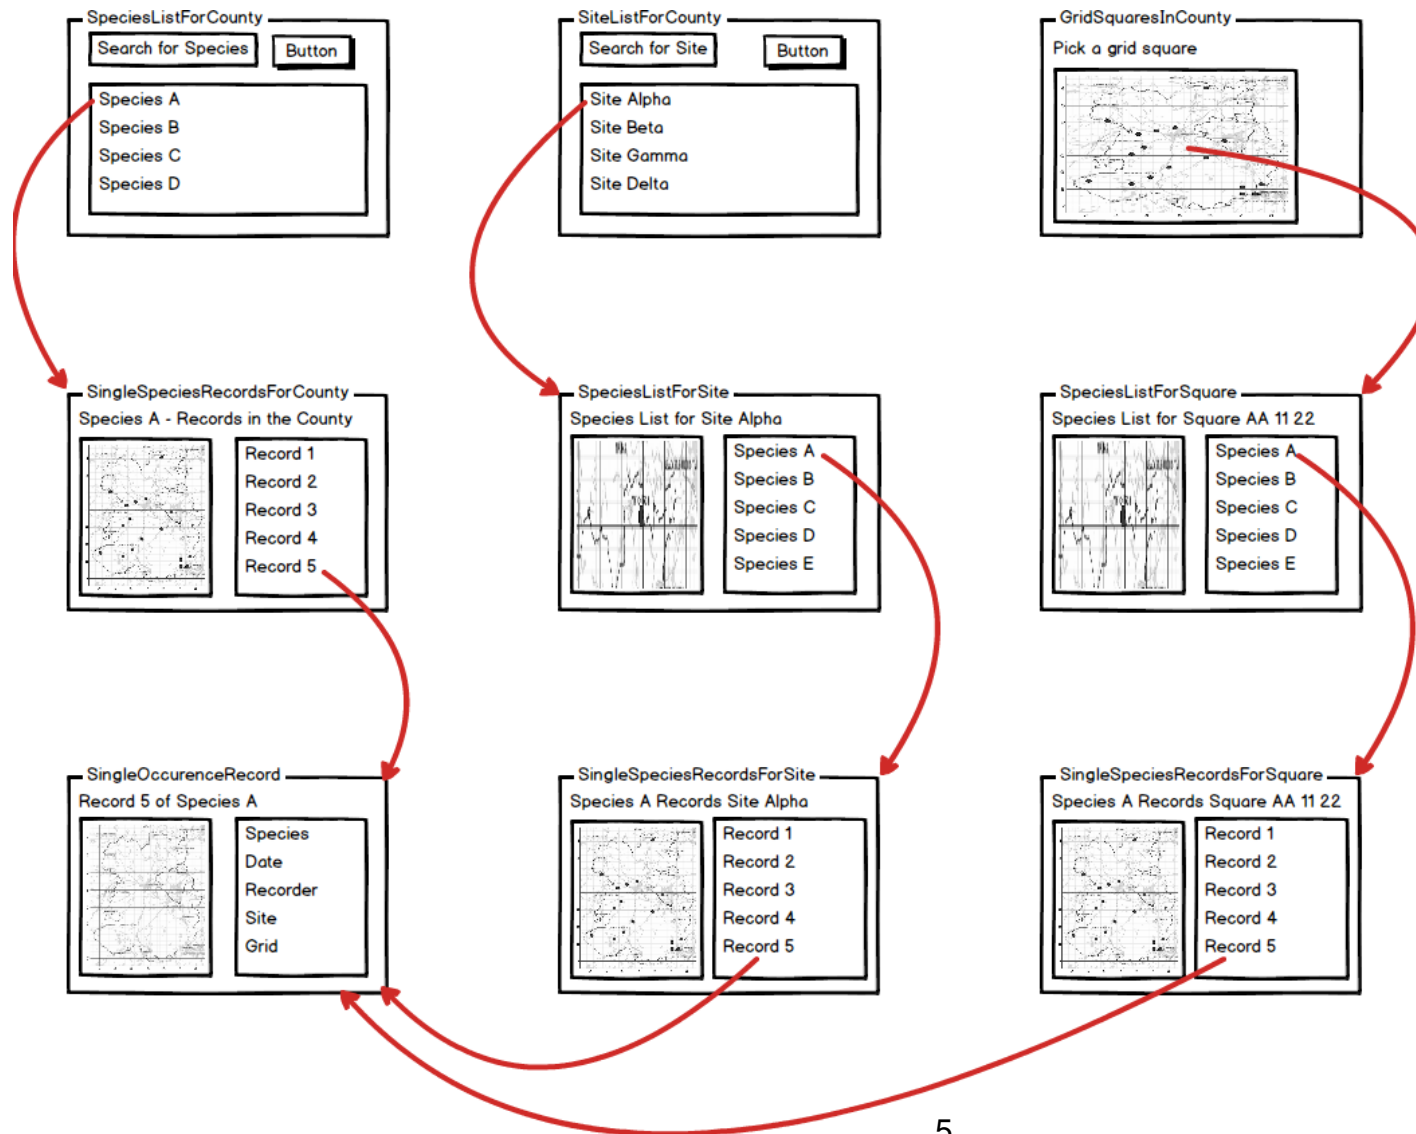 SpeciesListForCounty
Search for Species
Button
Species A
Species B
Species C
Species D
SiteListForCounty
Search for Site
Button
Site Alpha
Site Beta
Site Gamma
Site Delta
GridSquaresInCounty
Pick a grid square
SingleSpeciesRecordsForCounty
Species A - Records in the County
Record 1
Record 2
Record 3
Record 4
Record 5
SpeciesListForSite
Species List for Site Alpha
Species A
Species B
Species C
Species D
Species E
SpeciesListForSquare
Species List for Square AA 11 22
Species A
Species B
Species C
Species D
Species E
SingleOccurenceRecord
Record 5 of Species A
Species
Date
Recorder
Site
Grid
SingleSpeciesRecordsForSite
Species A Records Site Alpha
Record 1
Record 2
Record 3
Record 4
Record 5
SingleSpeciesRecordsForSquare
Species A Records Square AA 11 22
Record 1
Record 2
Record 3
Record 4
Record 5
5